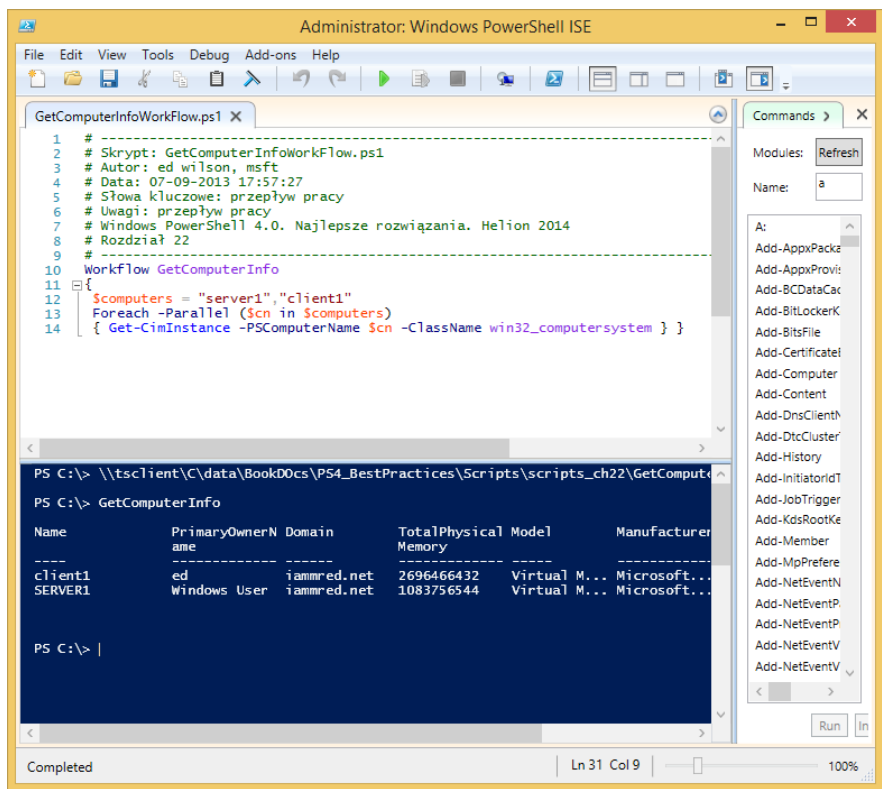 Administrator: Windows PowerShell ISE
File Edit View Tools Debug Add-ons Help
GetComputerInfoWorkFlow.ps1 X
1 # -----------------------------------------------------------------------------
2 # Skrypt: GetComputerInfoWorkFlow.ps1
3 # Autor: ed wilson, msft
4 # Data: 07-09-2013 17:57:27
5 # Słowa kluczowe: przepływ pracy
6 # Uwagi: przepływ pracy
7 # Windows PowerShell 4.0. Najlepsze rozwiązania. Helion 2014
8 # Rozdział 22
9 # -----------------------------------------------------------------------------
10 Workflow GetComputerInfo
11 {
12 $computers = "server1","client1"
13 Foreach -Parallel ($cn in $computers)
14 { Get-CimInstance -PSComputerName $cn -ClassName win32_computersystem } }
PS C:\> \\tsclient\C\data\BookDOcs\PS4_BestPractices\Scripts\scripts_ch22\GetCompute
PS C:\> GetComputerInfo
Name PrimaryOwnerN Domain TotalPhysical Model Manufacturer
ame Memory
---- ------------- ------ ------------- ----- ------------
client1 ed iammred.net 2696466432 Virtual M... Microsoft...
SERVER1 Windows User iammred.net 1083756544 Virtual M... Microsoft...
PS C:\>
Commands X
Modules: Refresh
Name: a
A:
Add-AppxPacka
Add-AppxProvi
Add-BCDataCac
Add-BitLockerK
Add-BitsFile
Add-Certificate
Add-Computer
Add-Content
Add-DnsClientN
Add-DtcCluster
Add-History
Add-InitiatorIdT
Add-JobTrigger
Add-KdsRootKe
Add-Member
Add-MpPrefere
Add-NetEventN
Add-NetEventP
Add-NetEventP
Add-NetEventV
Add-NetEventV
Run In
Completed Ln 31 Col 9 100%